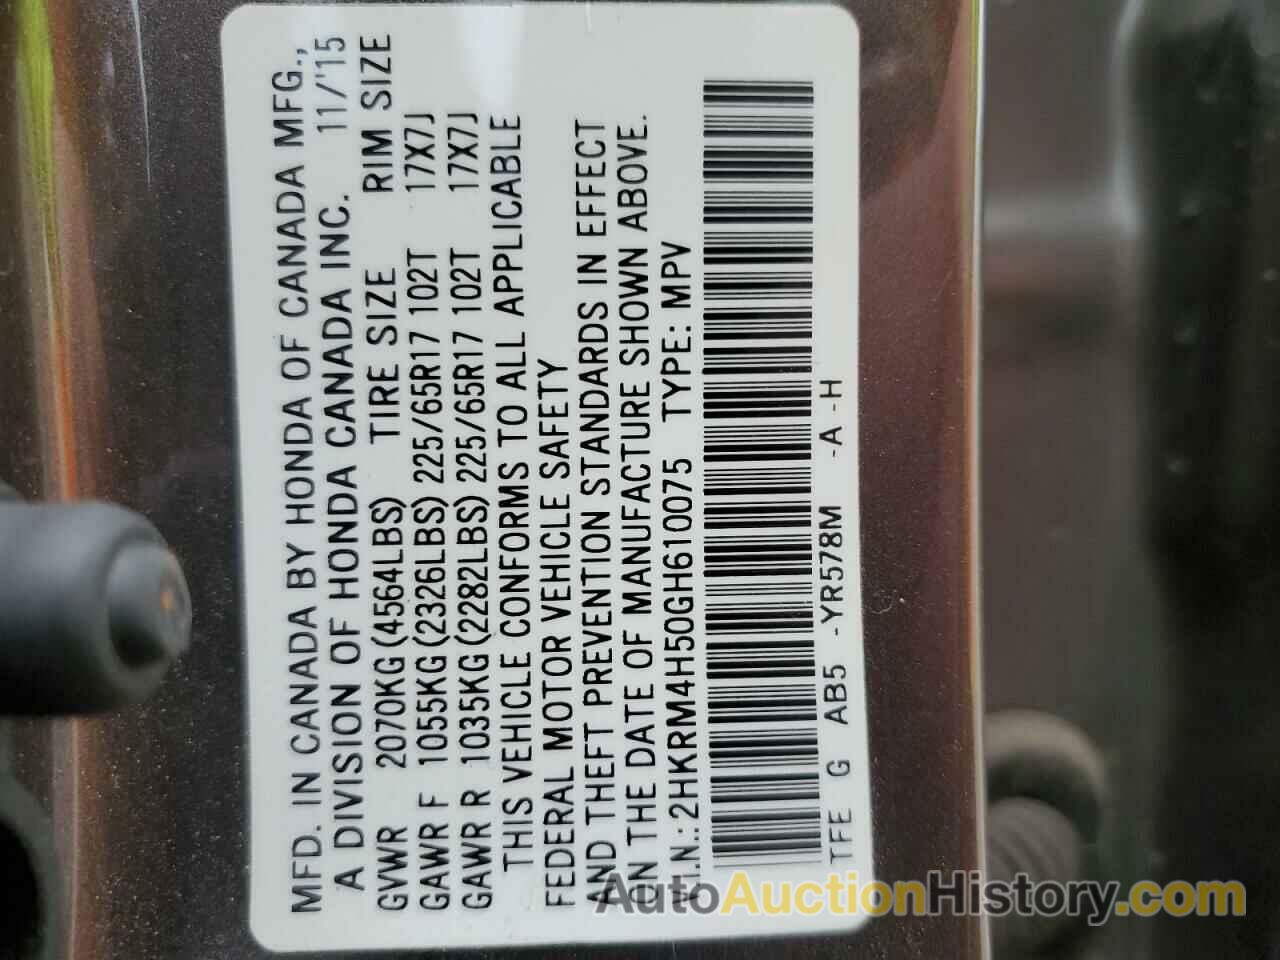 MFD. IN CANADA BY HONDA OF CANADA MFG.,
A DIVISION OF HONDA CANADA INC. 11/'15
GVWR 2070KG (4564LBS) TIRE SIZE RIM SIZE
GAWR F 1055KG (2326LBS) 225/65R17 102T 17X7J
GAWR R 1035KG (2282LBS) 225/65R17 102T 17X7J
THIS VEHICLE CONFORMS TO ALL APPLICABLE
FEDERAL MOTOR VEHICLE SAFETY
AND THEFT PREVENTION STANDARDS IN EFFECT
ON THE DATE OF MANUFACTURE SHOWN ABOVE.
V.I.N.: 2HKRM4H50GH610075 TYPE: MPV
TFE G AB5 -YR578M -A -H
AutoAuctionHistory.com